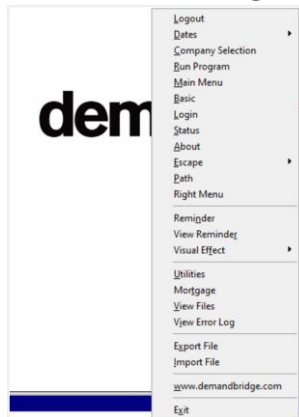 dem
Logout
Dates
Company Selection
Run Program
Main Menu
Basic
Login
Status
About
Escape
Path
Right Menu
Reminder
View Reminder
Visual Effect
Utilities
Mortgage
View Files
View Error Log
Export File
Import File
www.demandbridge.com
Exit